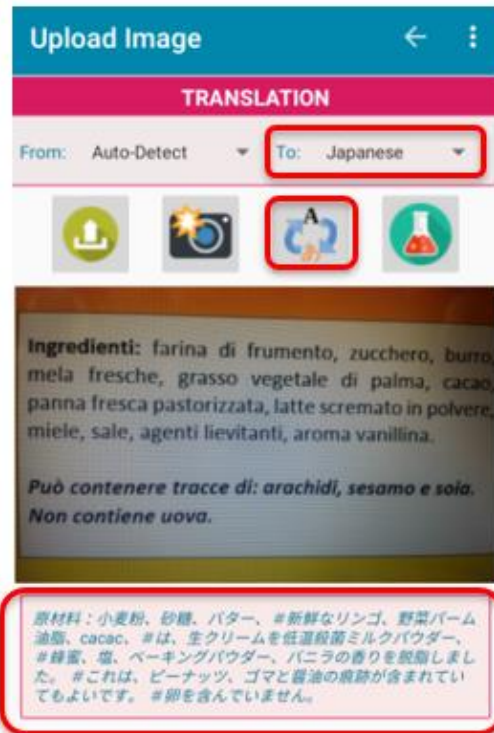 Upload Image
TRANSLATION
From: Auto-Detect To: Japanese
A
Ingredienti: farina di frumento, zucchero, burro,
mela fresche, grasso vegetale di palma, cacao,
panna fresca pastorizzata, latte scremato in polvere,
miele, sale, agenti lievitanti, aroma vanillina.
Può contenere tracce di: arachidi, sesamo e soia.
Non contiene uova.
原材料:小麦粉、砂糖、バター、#新鮮なリンゴ、野菜パーム
油脂、cacac、#は、生クリームを低温殺菌ミルクパウダー、
#蜂蜜、塩、ベーキングパウダー、バニラの香りを脱脂しまし
た。 #これは、ピーナッツ、ゴマと醤油の痕跡が含まれてい
てもよいです。 #卵を含んでいません。